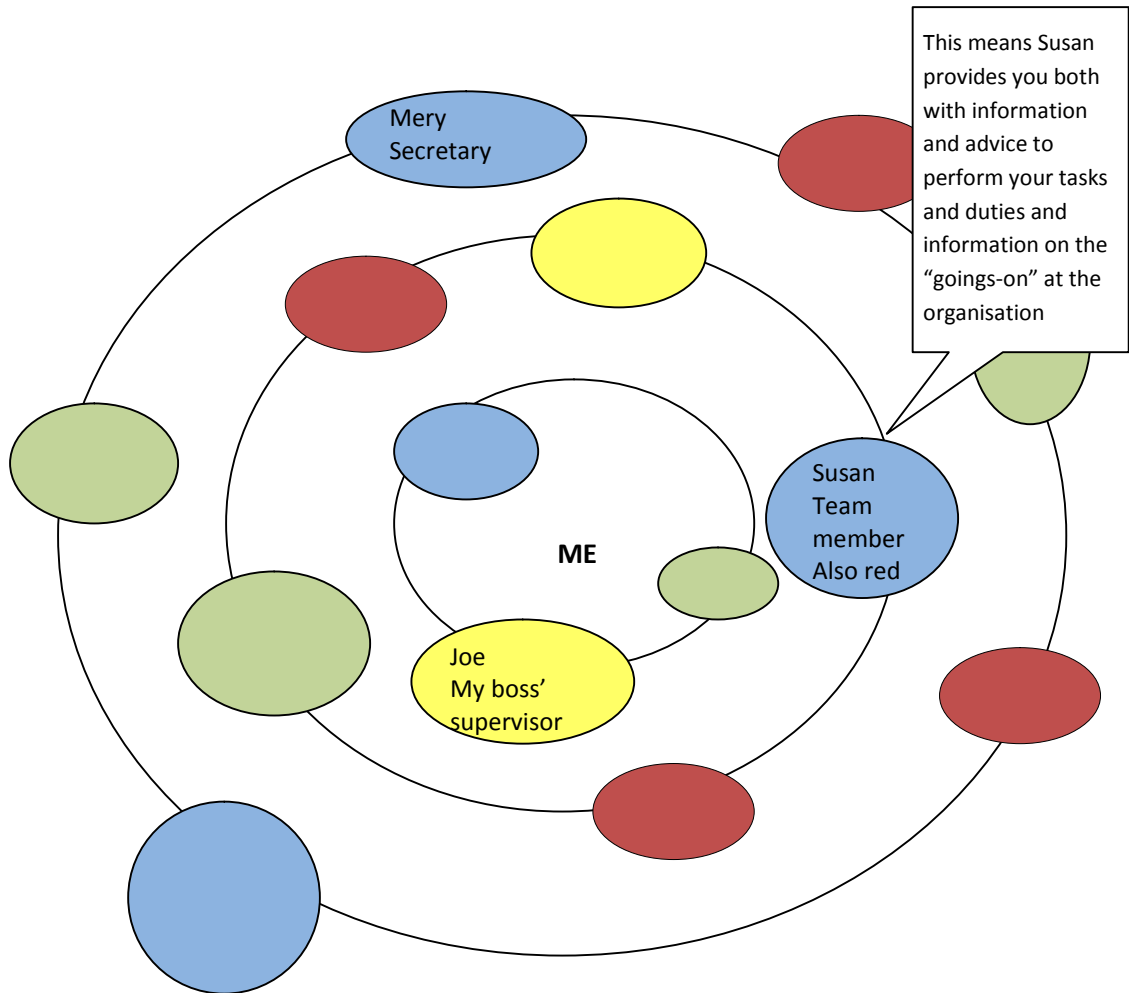 This means Susan
provides you both
with information
and advice to
perform your tasks
and duties and
information on the
“goings-on” at the
organisation
Mery
Secretary
Susan
Team
member
Also red
ME
Joe
My boss’
supervisor